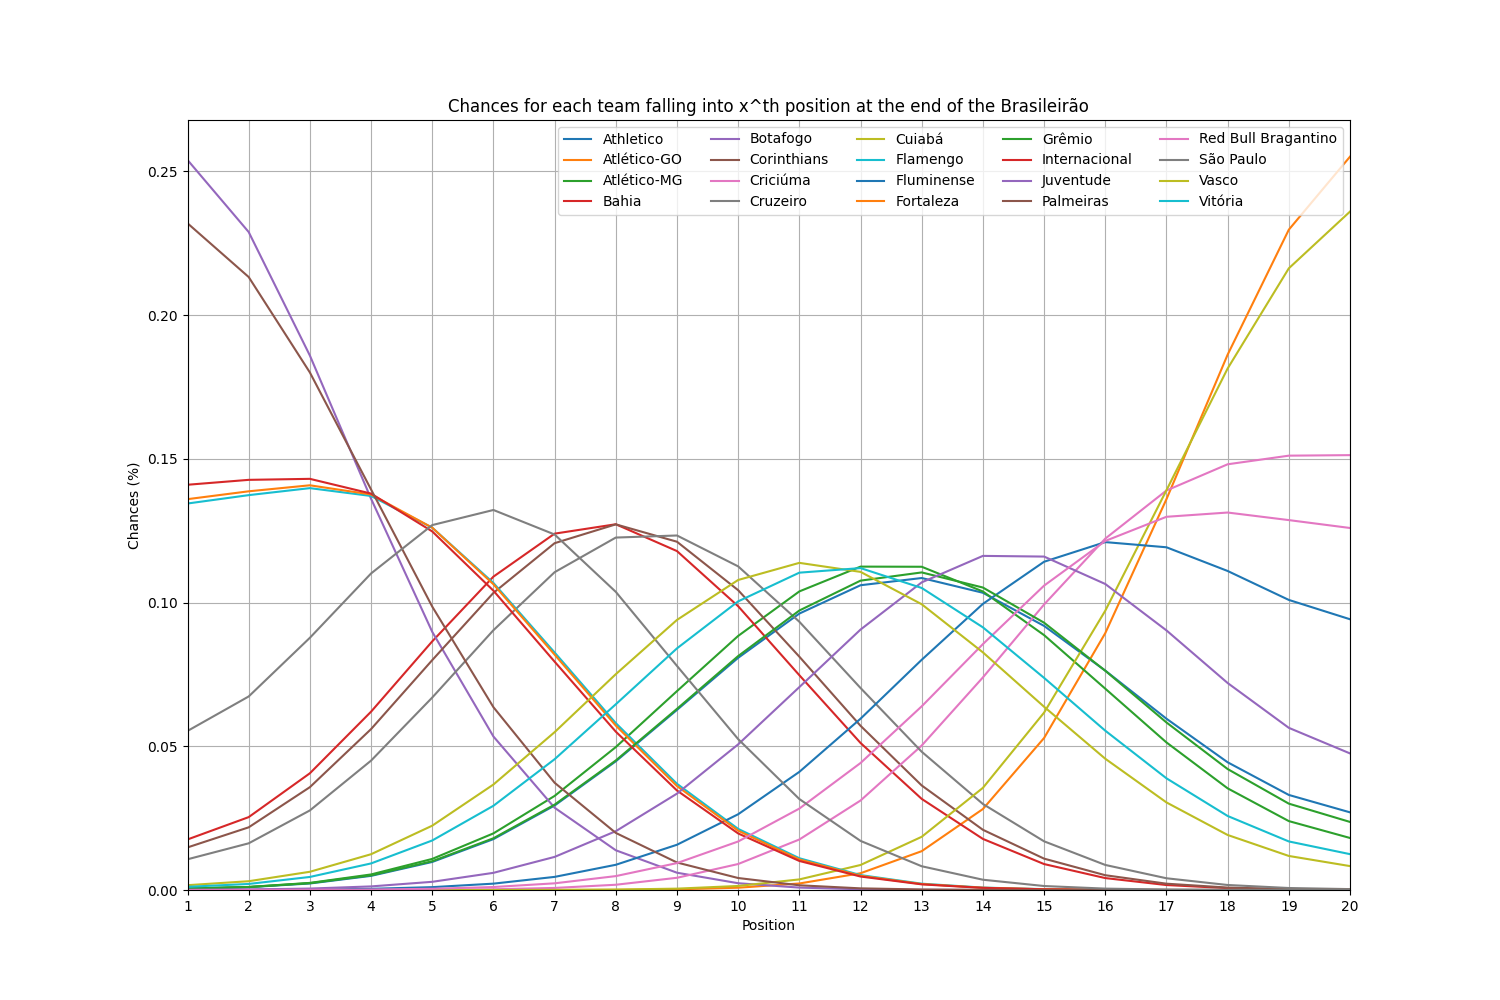 Chances for each team falling into x^th position at the end of the Brasileirão
Athletico
Atlético-GO
Atlético-MG
Bahia
Botafogo
Corinthians
Criciúma
Cruzeiro
Cuiabá
Flamengo
Fluminense
Fortaleza
Grêmio
Internacional
Juventude
Palmeiras
Red Bull Bragantino
São Paulo
Vasco
Vitória
Chances (%)
0.25
0.20
0.15
0.10
0.05
0.00
1 2 3 4 5 6 7 8 9 10 11 12 13 14 15 16 17 18 19 20
Position